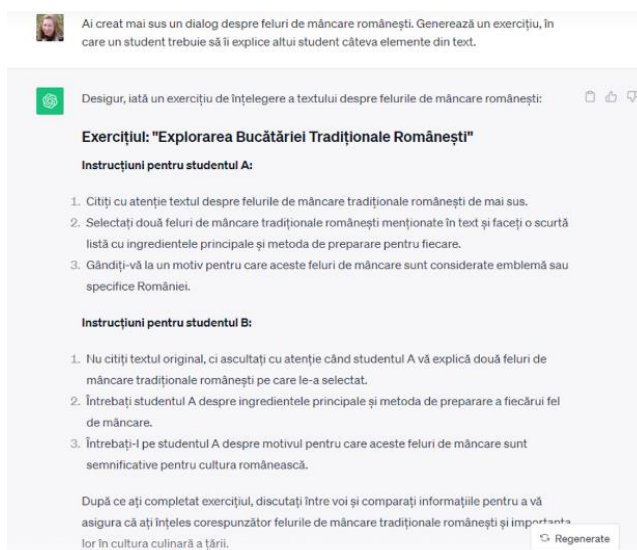 Ai creat mai sus un dialog despre feluri de mâncare românești. Generează un exercițiu, în
care un student trebuie să îi explice altui student câteva elemente din text.
Desigur, iată un exercițiu de înțelegere a textului despre felurile de mâncare românești:
Exercițiul: "Explorarea Bucătăriei Tradiționale Românești"
Instrucțiuni pentru studentul A:
1. Citiți cu atenție textul despre felurile de mâncare tradiționale românești de mai sus.
2. Selectați două feluri de mâncare tradiționale românești menționate în text și faceți o scurtă
listă cu ingredientele principale și metoda de preparare pentru fiecare.
3. Gândiți-vă la un motiv pentru care aceste feluri de mâncare sunt considerate emblemă sau
specifice României.
Instrucțiuni pentru studentul B:
1. Nu citiți textul original, ci ascultați cu atenție când studentul A vă explică două feluri de
mâncare tradiționale românești pe care le-a selectat.
2. Întrebați studentul A despre ingredientele principale și metoda de preparare a fiecărui fel
de mâncare.
3. Întrebați-l pe studentul A despre motivul pentru care aceste feluri de mâncare sunt
semnificative pentru cultura românească.
După ce ați completat exercițiul, discutați între voi și comparați informațiile pentru a vă
asigura că ați înțeles corespunzător felurile de mâncare tradiționale românești și importanța
lor în cultura culinară a țării.
Regenerate